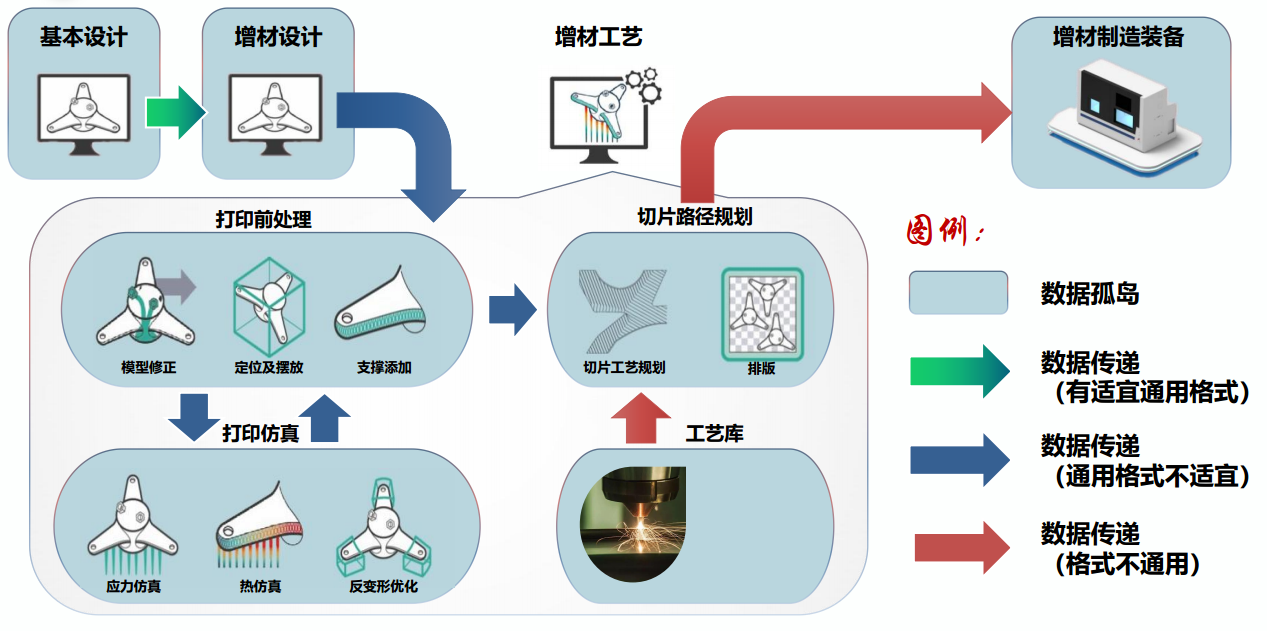 基本设计
增材设计
增材工艺
增材制造装备
打印前处理
切片路径规划
模型修正
定位及摆放
支撑添加
切片工艺规划
排版
打印仿真
工艺库
应力仿真
热仿真
反变形优化
图例：
数据孤岛
数据传递
（有适宜通用格式）
数据传递
（通用格式不适宜）
数据传递
（格式不通用）